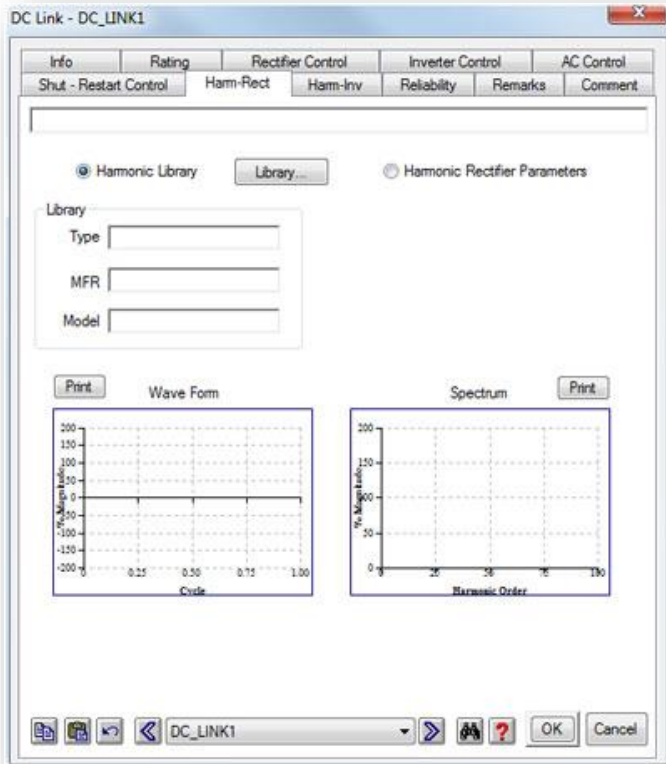 DC Link - DC_LINK1
Info Rating Rectifier Control Inverter Control AC Control
Shut - Restart Control Harm-Rect Harm-Inv Reliability Remarks Comment
Harmonic Library Library... Harmonic Rectifier Parameters
Library
Type
MFR
Model
Print Wave Form Spectrum Print
200
150
100
50
0
-50
-100
-150
-200
% Magnitude
0 0.25 0.50 0.75 1.00
Cycle
200
150
100
50
0
% Magnitude
0 25 50 75 100
Harmonic Order
DC_LINK1 ? OK Cancel